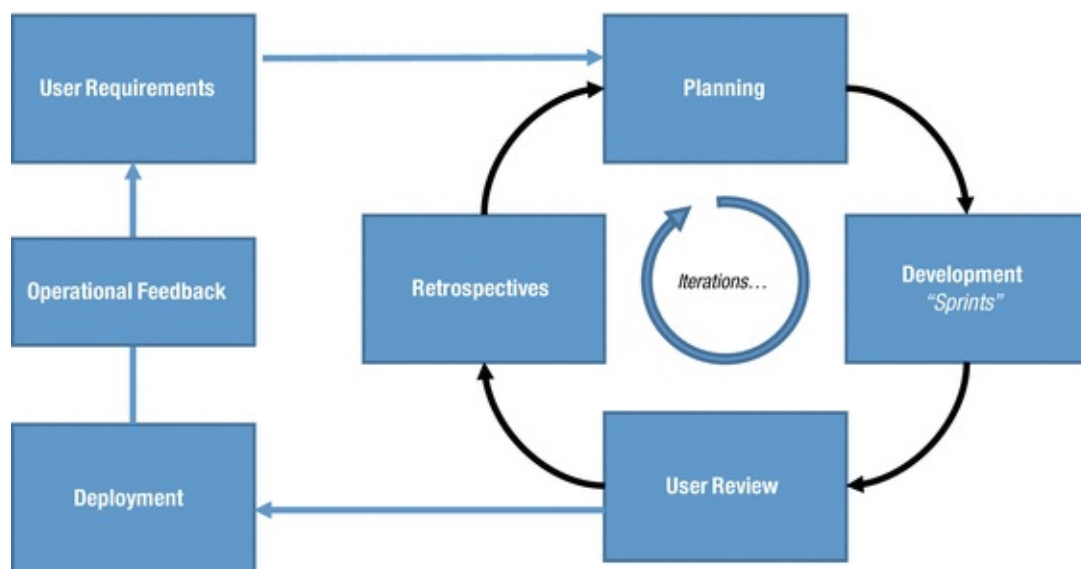 User Requirements
Planning
Operational Feedback
Retrospectives
Iterations…
Development
“Sprints”
Deployment
User Review